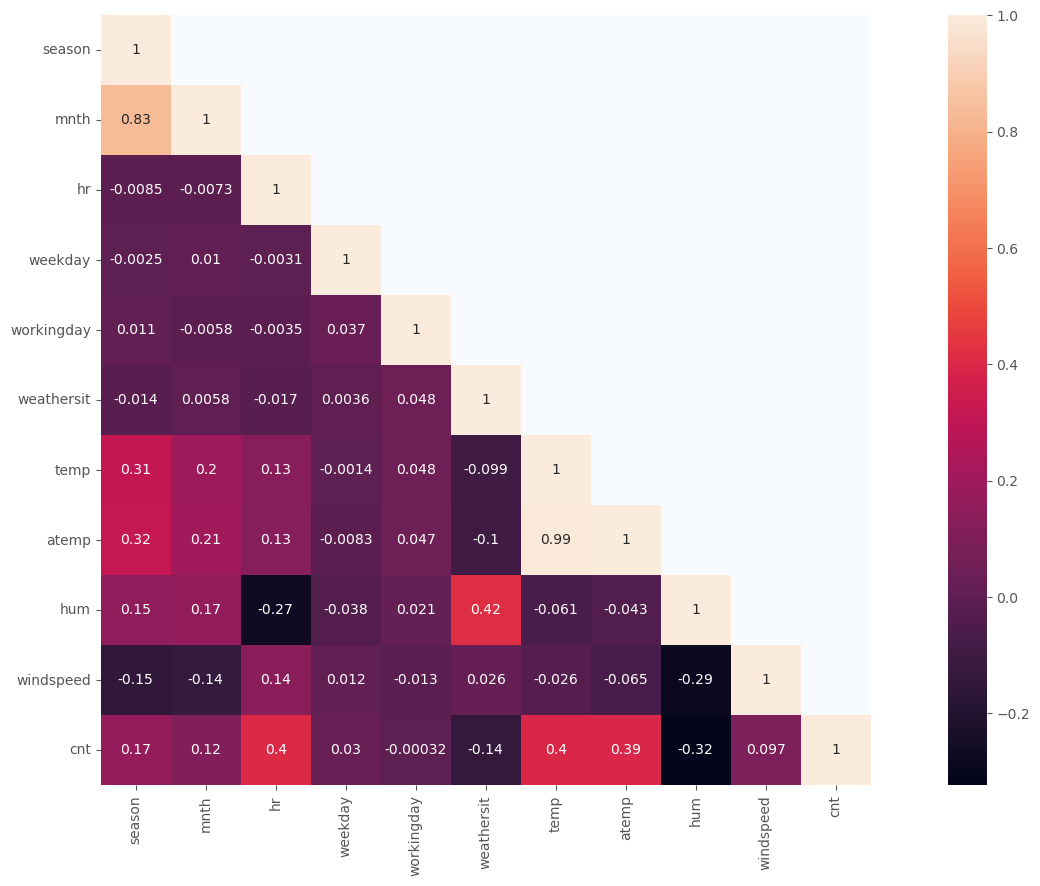 season 1
mnth 0.83 1
hr -0.0085 -0.0073 1
weekday -0.0025 0.01 -0.0031 1
workingday 0.011 -0.0058 -0.0035 0.037 1
weathersit -0.014 0.0058 -0.017 0.0036 0.048 1
temp 0.31 0.2 0.13 -0.0014 0.048 -0.099 1
atemp 0.32 0.21 0.13 -0.0083 0.047 -0.1 0.99 1
hum 0.15 0.17 -0.27 -0.038 0.021 0.42 -0.061 -0.043 1
windspeed -0.15 -0.14 0.14 0.012 -0.013 0.026 -0.026 -0.065 -0.29 1
cnt 0.17 0.12 0.4 0.03 -0.00032 -0.14 0.4 0.39 -0.32 0.097 1
season mnth hr weekday workingday weathersit temp atemp hum windspeed cnt
1.0
0.8
0.6
0.4
0.2
0.0
−0.2